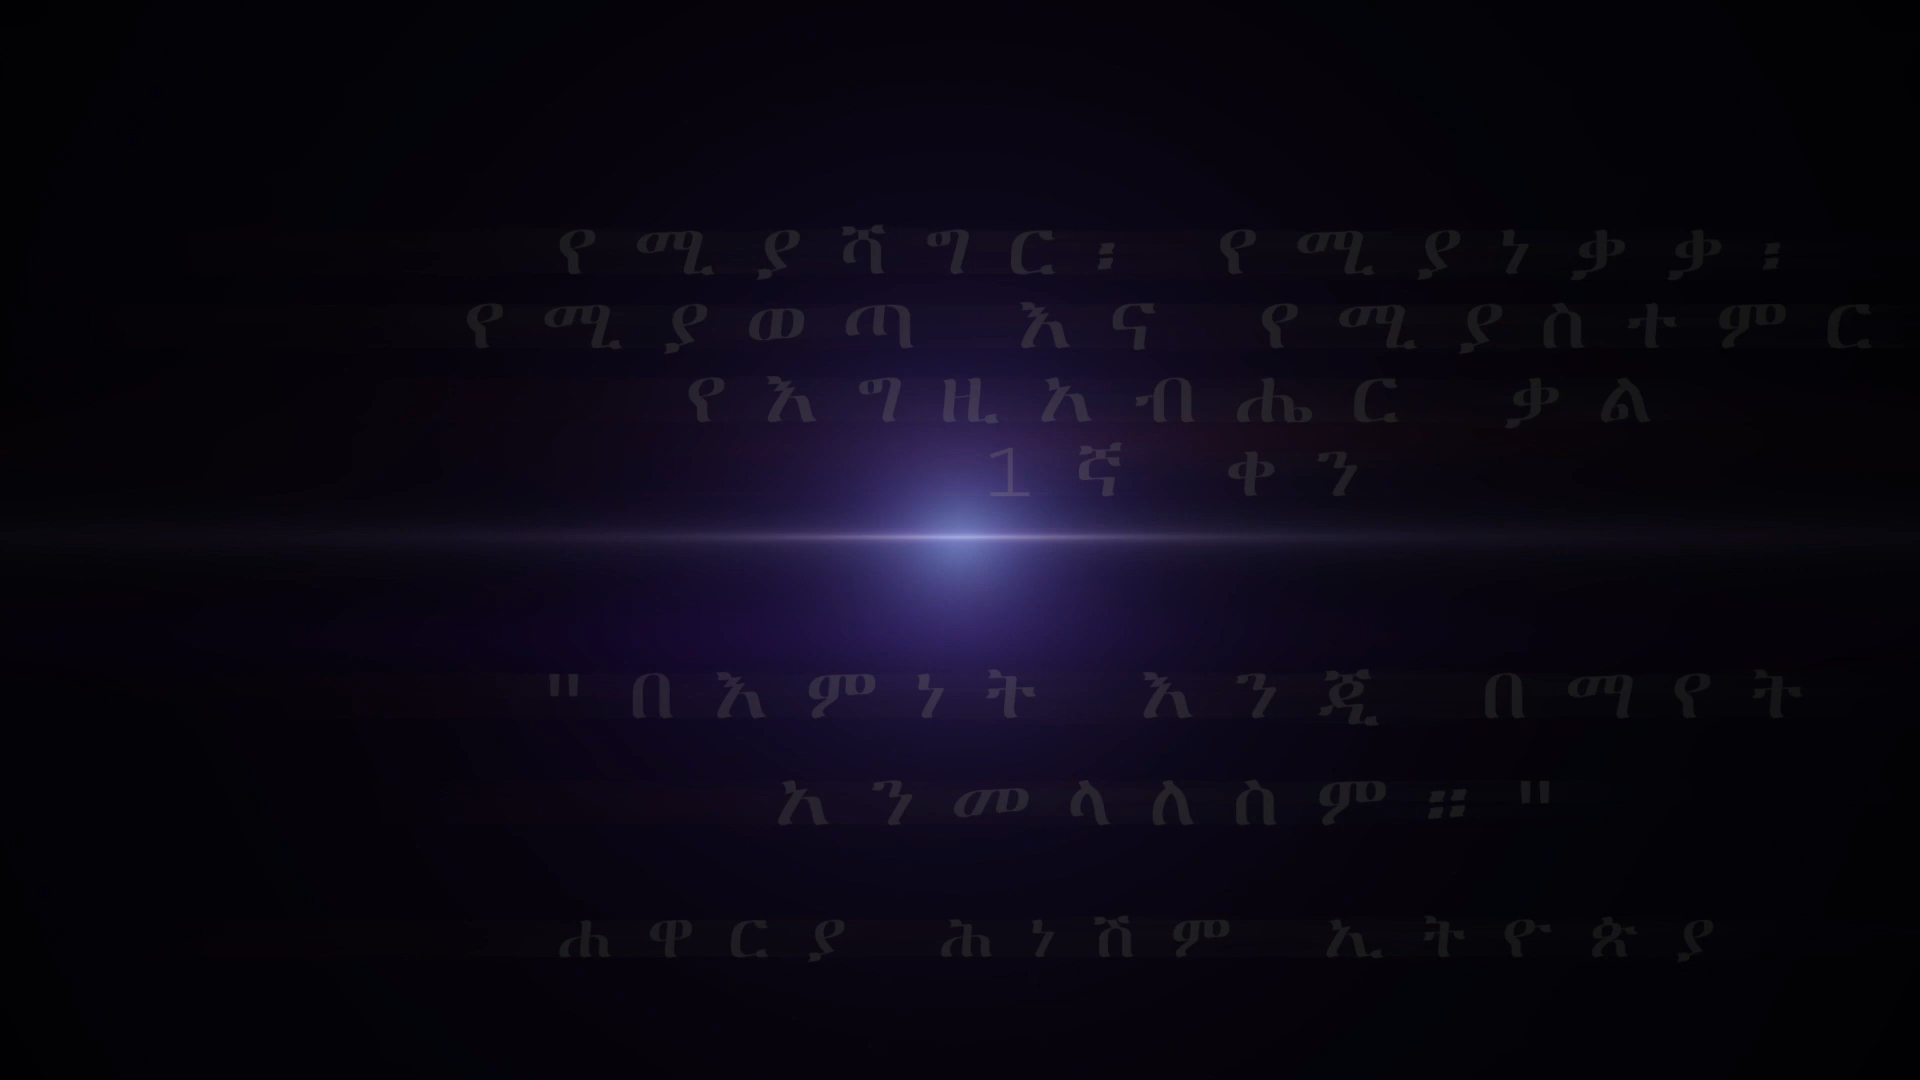 የሚያሻግር፡ የሚያነቃቃ፡
የሚያወጣ እና የሚያስተምር
የእግዚአብሔር ቃል
1ኛ ቀን
"በእምነት እንጂ በማየት
አንመላለስም።"
ሐዋርያ ሕነሽም ኢትዮጵያ